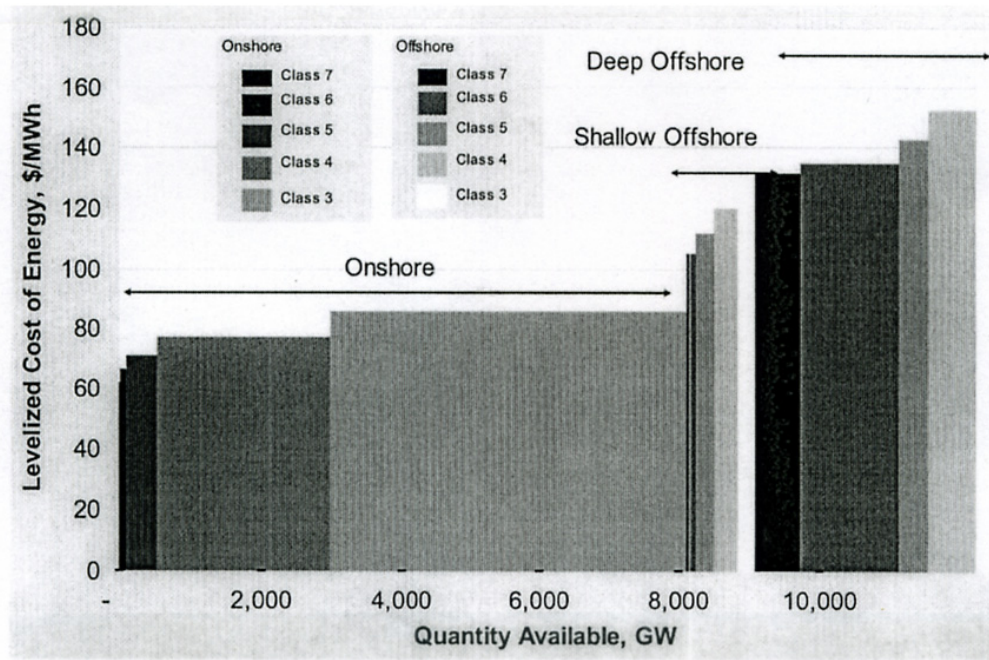 180
160
140
120
100
80
60
40
20
0
Levelized Cost of Energy, $/MWh
Onshore
Class 7
Class 6
Class 5
Class 4
Class 3
Offshore
Class 7
Class 6
Class 5
Class 4
Class 3
Deep Offshore
Shallow Offshore
Onshore
- 2,000 4,000 6,000 8,000 10,000
Quantity Available, GW